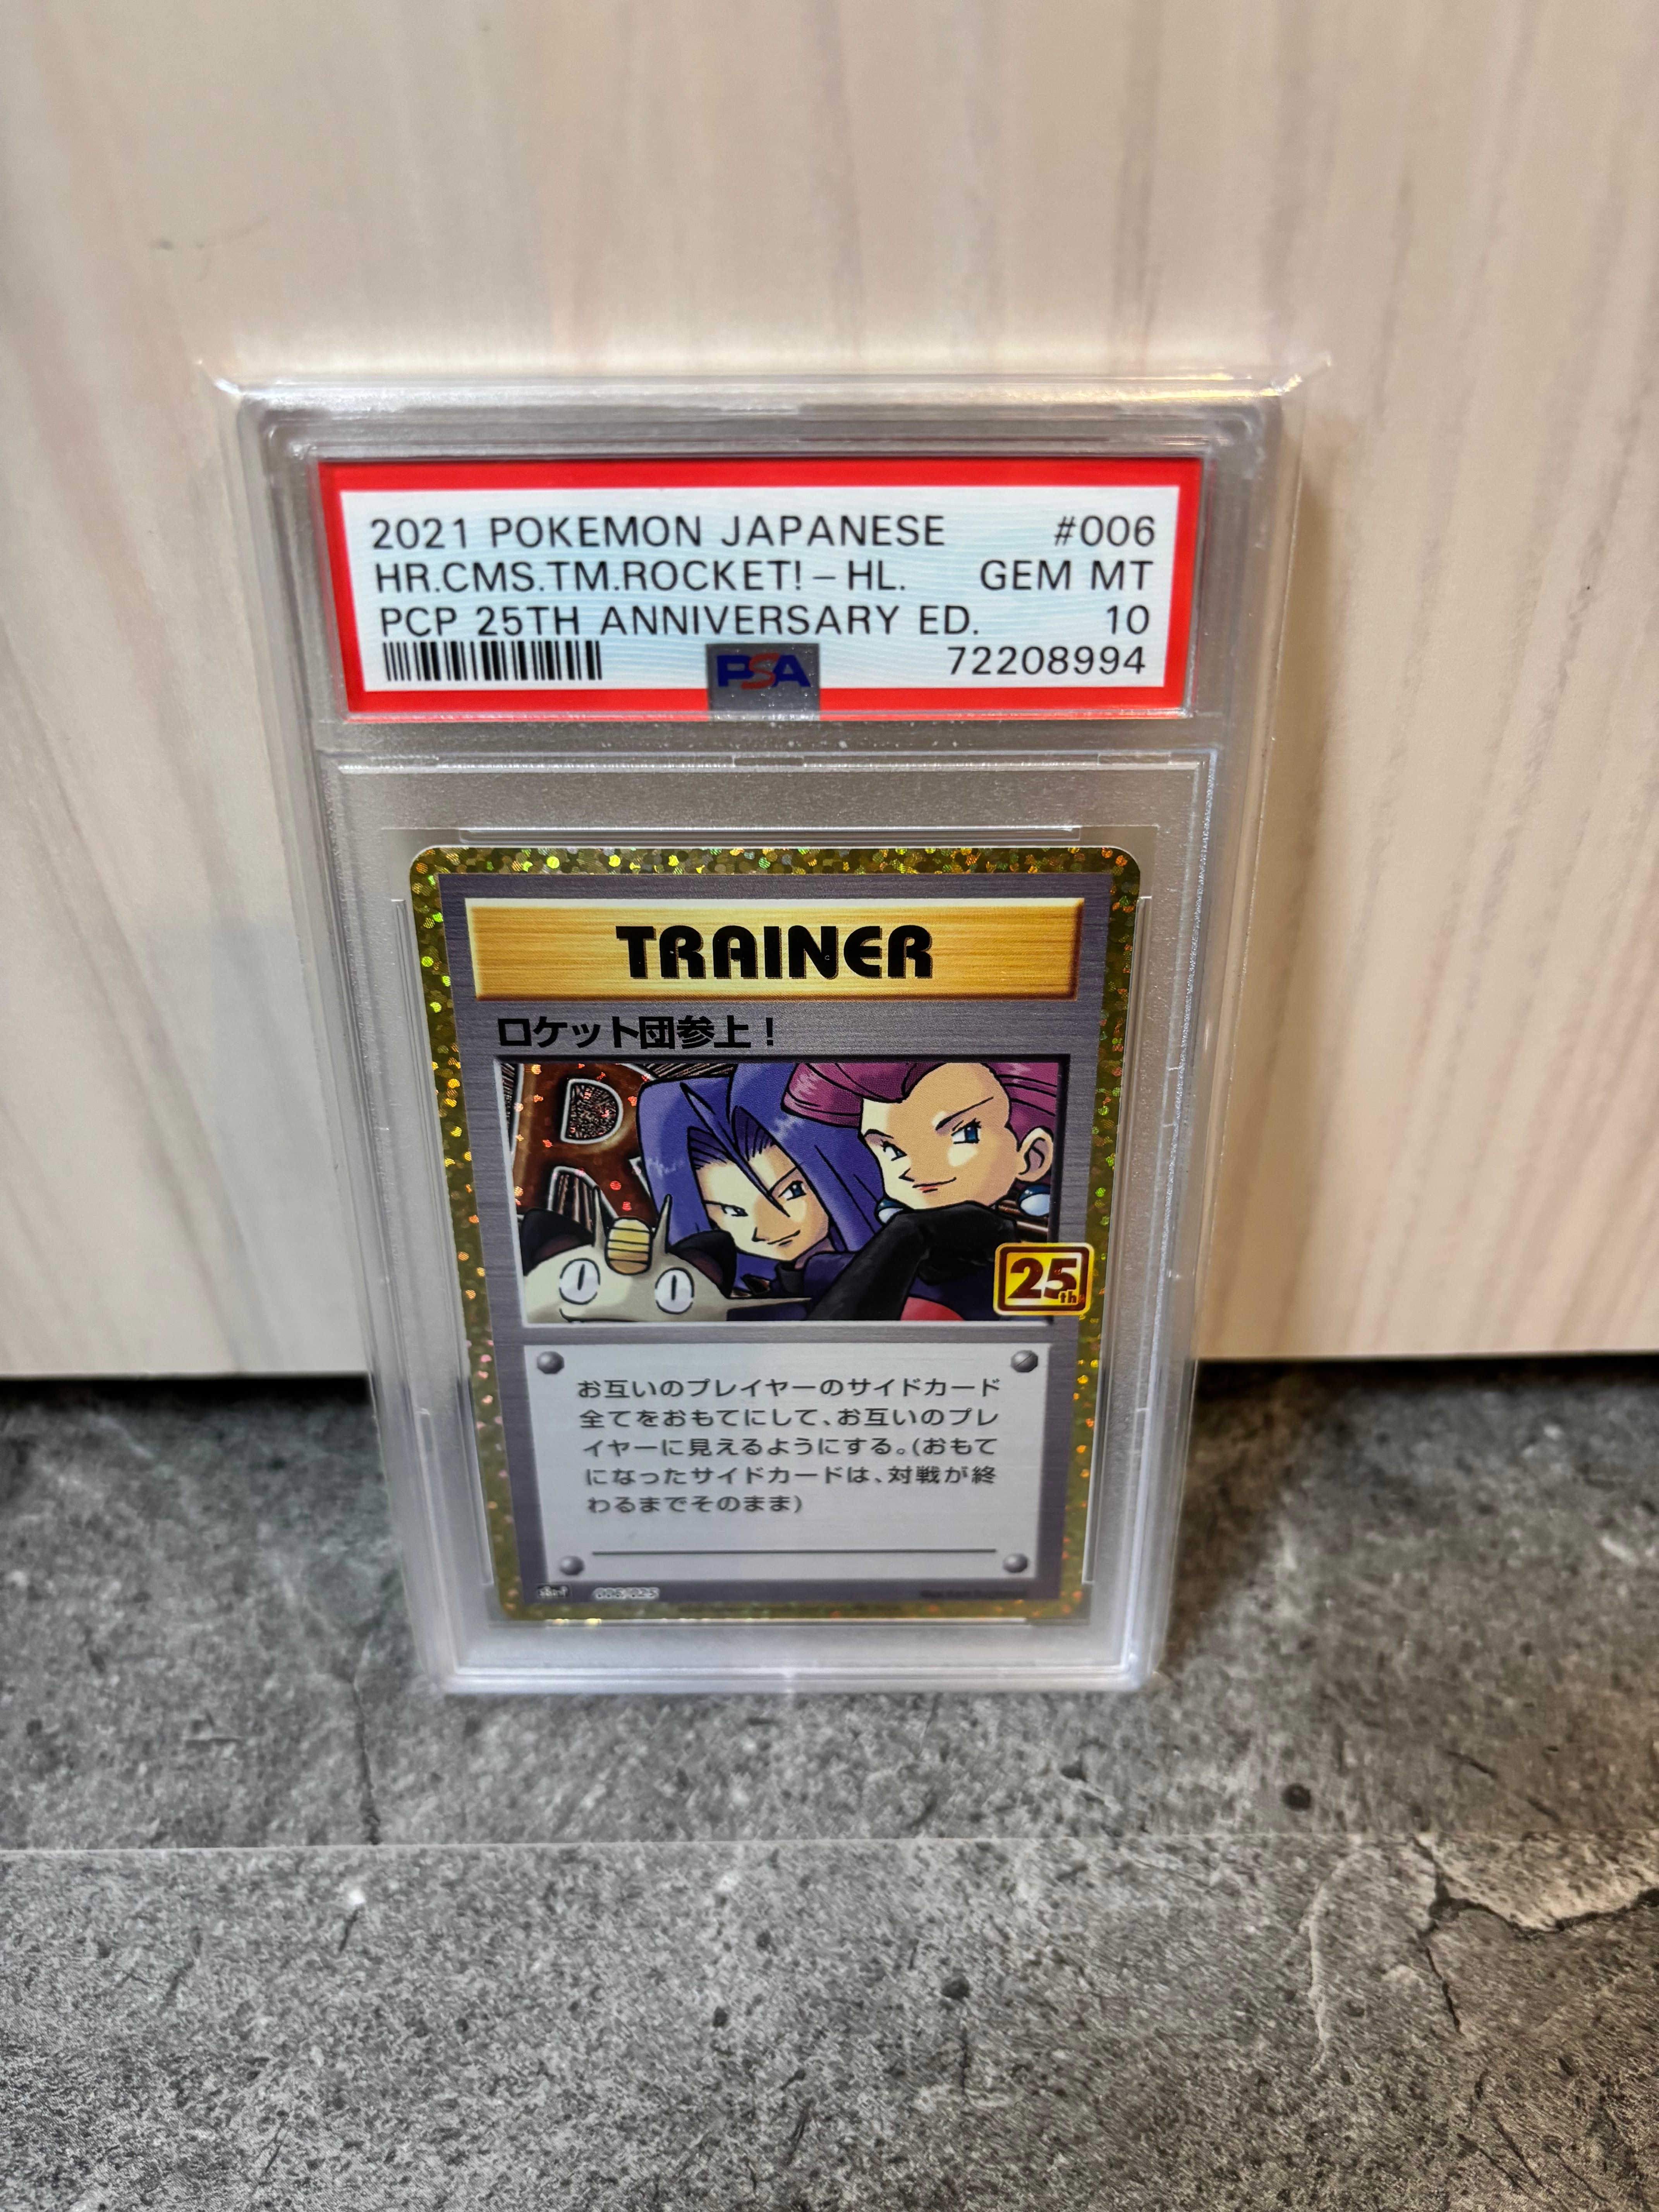 2021 POKEMON JAPANESE #006
HR.CMS.TM.ROCKET! - HL. GEM MT
PCP 25TH ANNIVERSARY ED. 10
PSA 72208994
TRAINER
ロケット団参上！
R
25th
お互いのプレイヤーのサイドカード
全てをおもてにして、お互いのプレ
イヤーに見えるようにする。(おもて
になったサイドカードは、対戦が終
わるまでそのまま)
006/025